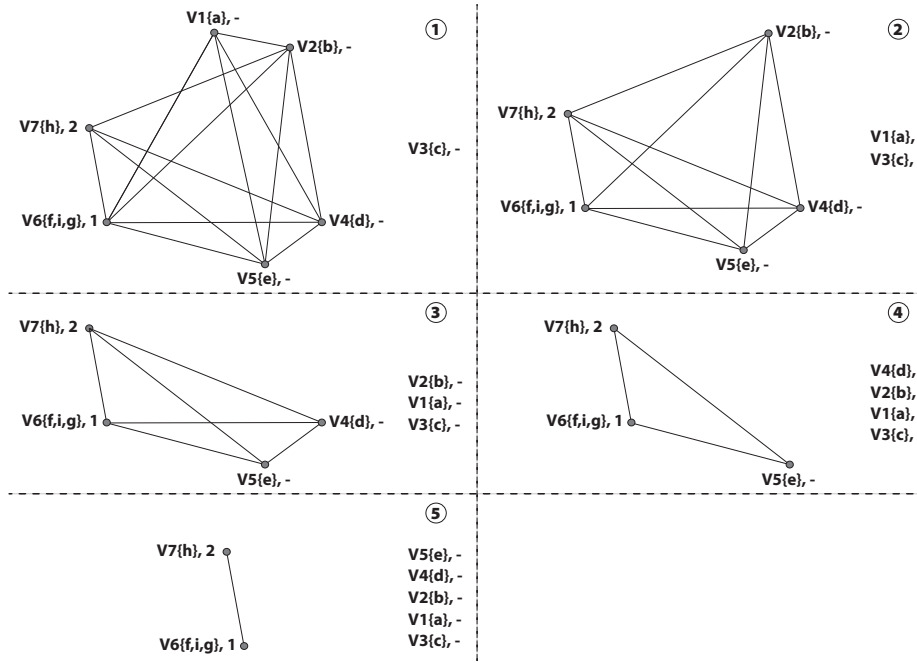 ①
V1{a}, -
V2{b}, -
V7{h}, 2
V3{c}, -
V6{f,i,g}, 1
V4{d}, -
V5{e}, -
②
V2{b}, -
V7{h}, 2
V1{a},
V3{c},
V6{f,i,g}, 1
V4{d}, -
V5{e}, -
③
V7{h}, 2
V2{b}, -
V1{a}, -
V3{c}, -
V6{f,i,g}, 1
V4{d}, -
V5{e}, -
④
V7{h}, 2
V4{d},
V2{b},
V1{a},
V3{c},
V6{f,i,g}, 1
V5{e}, -
⑤
V7{h}, 2
V5{e}, -
V4{d}, -
V2{b}, -
V1{a}, -
V3{c}, -
V6{f,i,g}, 1